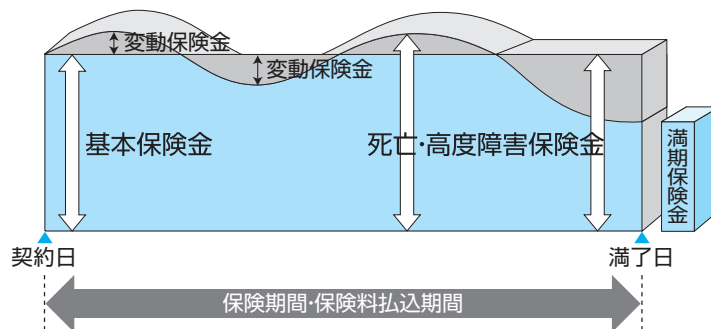 変動保険金
変動保険金
基本保険金
死亡・高度障害保険金
満期保険金
契約日
満了日
保険期間・保険料払込期間